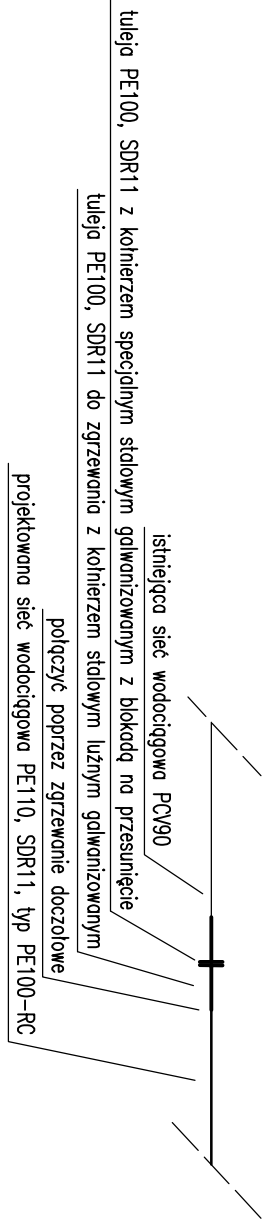 istniejąca sieć wodociągowa PCV90
tuleja PE100, SDR11 z kołnierzem specjalnym stalowym galwanizowanym z blokadą na przesunięcie
tuleja PE100, SDR11 do zgrzewania z kołnierzem stalowym luźnym galwanizowanym
połączyć poprzez zgrzewanie doczołowe
projektowana sieć wodociągowa PE110, SDR11, typ PE100-RC